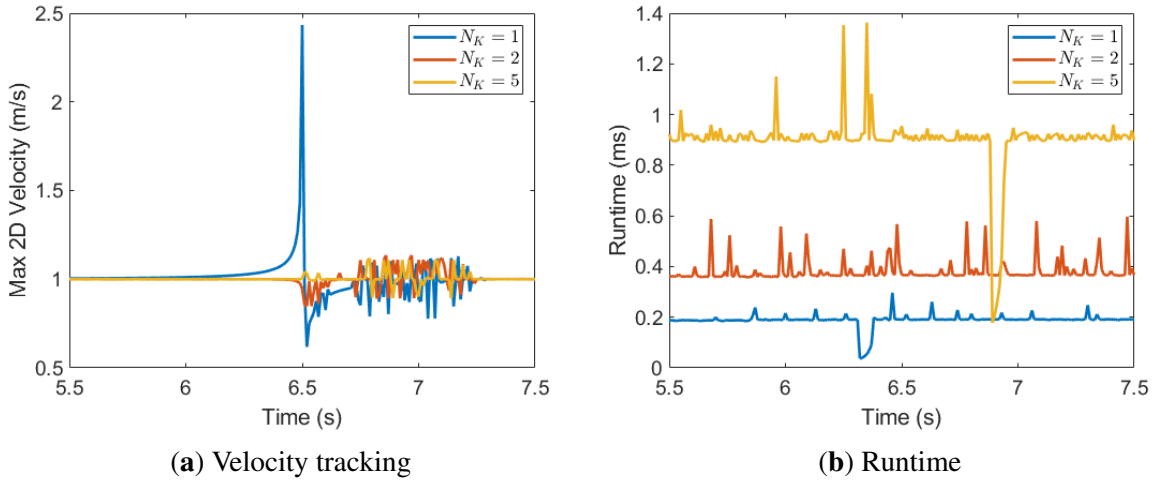 2.5
2
1.5
1
0.5
Max 2D Velocity (m/s)
5.5 6 6.5 7 7.5
Time (s)
N_K = 1
N_K = 2
N_K = 5
(a) Velocity tracking
1.4
1.2
1
0.8
0.6
0.4
0.2
0
Runtime (ms)
5.5 6 6.5 7 7.5
Time (s)
N_K = 1
N_K = 2
N_K = 5
(b) Runtime